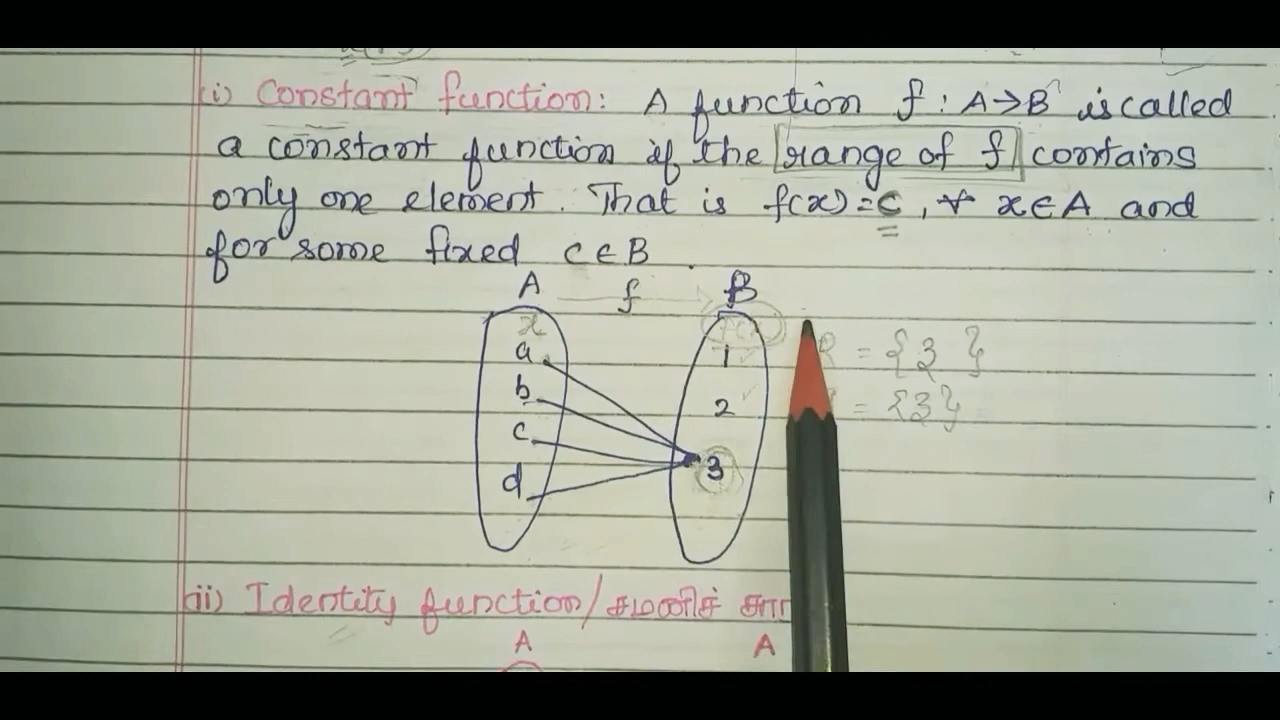 (i) Constant function: A function f : A→B is called
a constant function if the range of f contains
only one element. That is f(x) = c, ∀ x∈A and
for some fixed c∈B.
A f B
x f(x)
a 1 = {3}
b 2 = {3}
c
d 3
(ii) Identity function / சமனிச்
A A